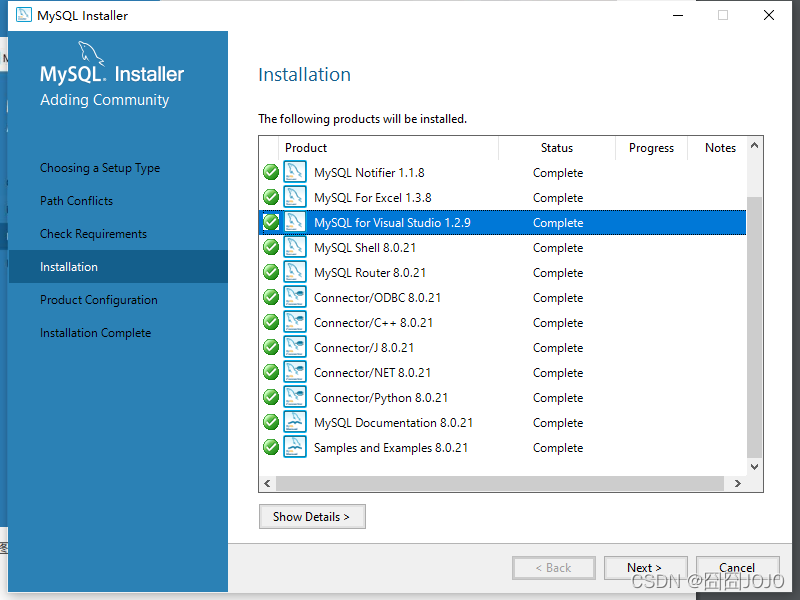 MySQL Installer
MySQL. Installer
Adding Community
Choosing a Setup Type
Path Conflicts
Check Requirements
Installation
Product Configuration
Installation Complete
Installation
The following products will be installed.
Product Status Progress Notes
MySQL Notifier 1.1.8 Complete
MySQL For Excel 1.3.8 Complete
MySQL for Visual Studio 1.2.9 Complete
MySQL Shell 8.0.21 Complete
MySQL Router 8.0.21 Complete
Connector/ODBC 8.0.21 Complete
Connector/C++ 8.0.21 Complete
Connector/J 8.0.21 Complete
Connector/NET 8.0.21 Complete
Connector/Python 8.0.21 Complete
MySQL Documentation 8.0.21 Complete
Samples and Examples 8.0.21 Complete
Show Details >
< Back Next > Cancel
CSDN @囧囧JOJO